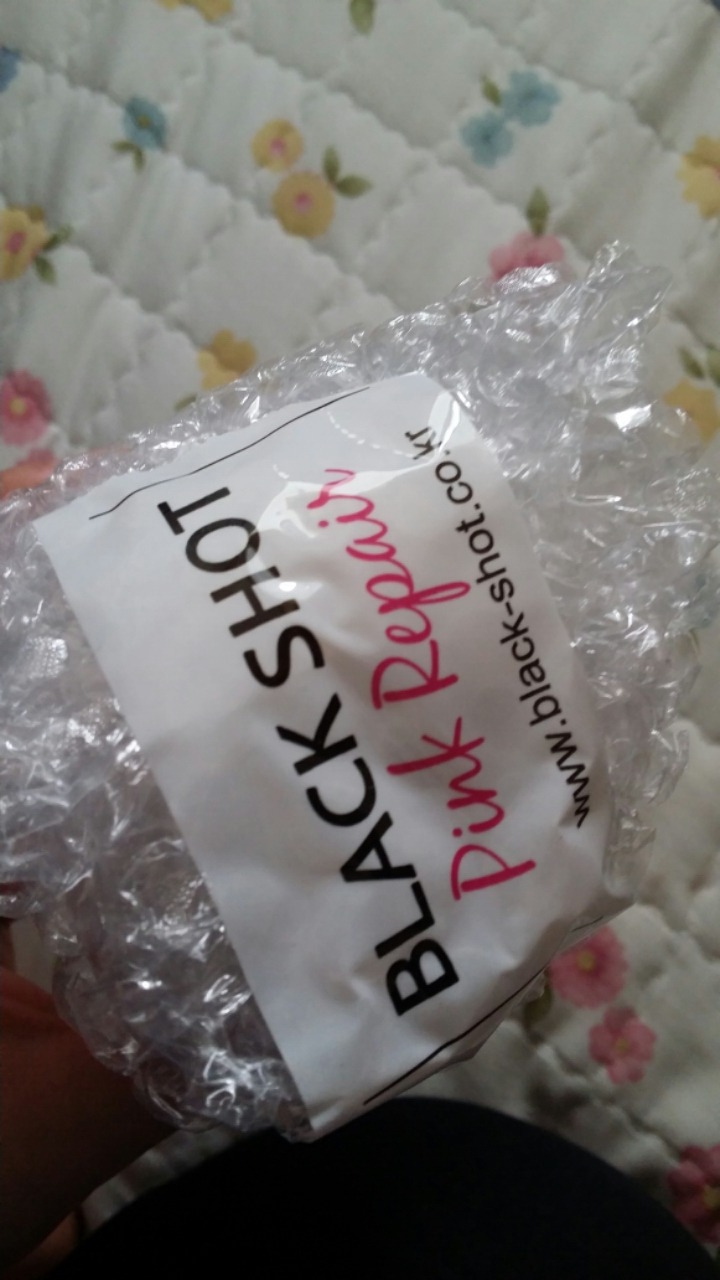 BLACK SHOT
Pink Repair
www.black-shot.co.kr